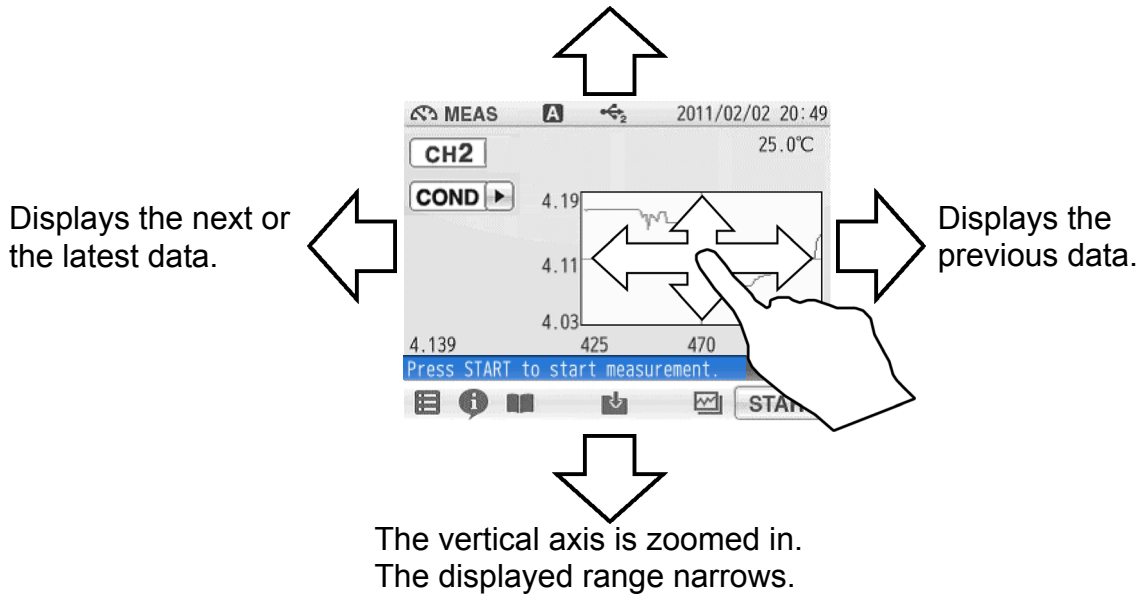 MEAS A 2 2011/02/02 20:49
CH2 25.0℃
COND
4.19
4.11
4.03
4.139 425 470
Press START to start measurement.
Displays the next or
the latest data.
Displays the
previous data.
The vertical axis is zoomed in.
The displayed range narrows.